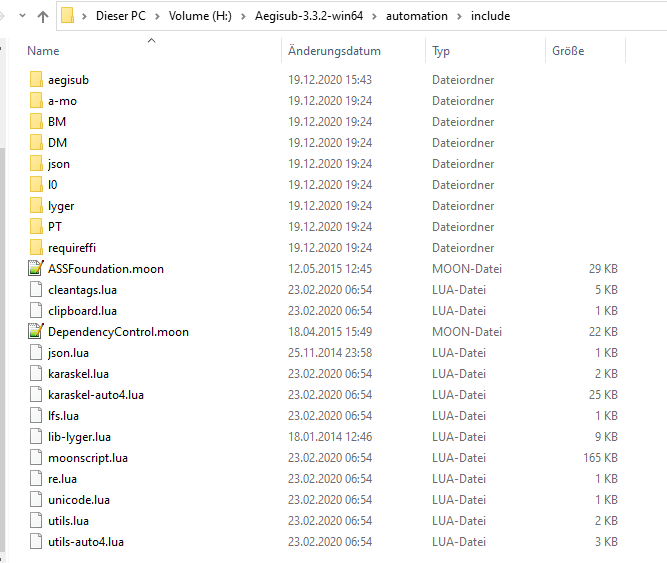 Dieser PC > Volume (H:) > Aegisub-3.3.2-win64 > automation > include
Name Änderungsdatum Typ Größe
aegisub 19.12.2020 15:43 Dateiordner
a-mo 19.12.2020 19:24 Dateiordner
BM 19.12.2020 19:24 Dateiordner
DM 19.12.2020 19:24 Dateiordner
json 19.12.2020 19:24 Dateiordner
l0 19.12.2020 19:24 Dateiordner
lyger 19.12.2020 19:24 Dateiordner
PT 19.12.2020 19:24 Dateiordner
requireffi 19.12.2020 19:24 Dateiordner
ASSFoundation.moon 12.05.2015 12:45 MOON-Datei 29 KB
cleantags.lua 23.02.2020 06:54 LUA-Datei 5 KB
clipboard.lua 23.02.2020 06:54 LUA-Datei 1 KB
DependencyControl.moon 18.04.2015 15:49 MOON-Datei 22 KB
json.lua 25.11.2014 23:58 LUA-Datei 1 KB
karaskel.lua 23.02.2020 06:54 LUA-Datei 2 KB
karaskel-auto4.lua 23.02.2020 06:54 LUA-Datei 25 KB
lfs.lua 23.02.2020 06:54 LUA-Datei 1 KB
lib-lyger.lua 18.01.2014 12:46 LUA-Datei 9 KB
moonscript.lua 23.02.2020 06:54 LUA-Datei 165 KB
re.lua 23.02.2020 06:54 LUA-Datei 1 KB
unicode.lua 23.02.2020 06:54 LUA-Datei 1 KB
utils.lua 23.02.2020 06:54 LUA-Datei 2 KB
utils-auto4.lua 23.02.2020 06:54 LUA-Datei 3 KB